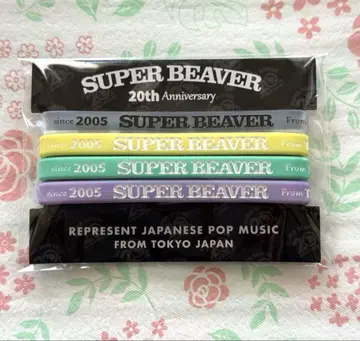 SUPER BEAVER
20th Anniversary
since 2005 SUPER BEAVER From
since 2005 SUPER BEAVER From
since 2005 SUPER BEAVER From
since 2005 SUPER BEAVER From
REPRESENT JAPANESE POP MUSIC
FROM TOKYO JAPAN